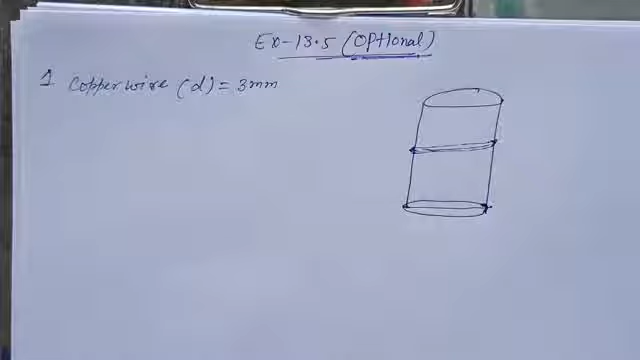 Ex-13.5 (Optional)
1 Copper wire (d) = 3mm